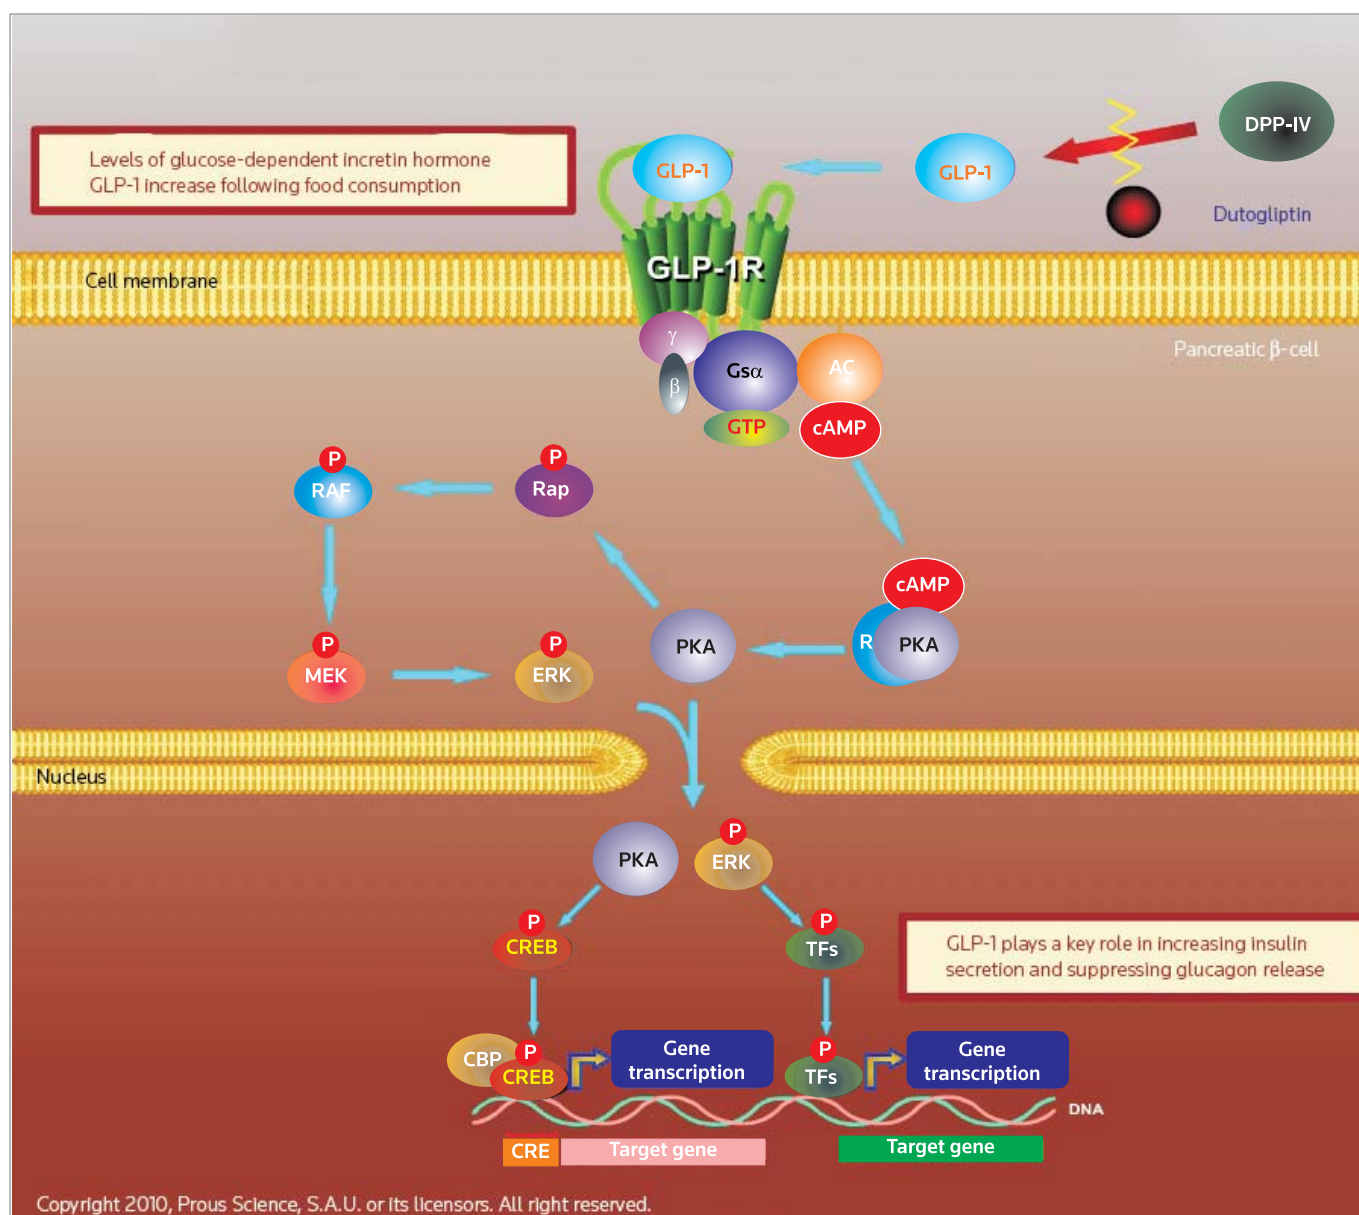 DPP-IV
Levels of glucose-dependent incretin hormone
GLP-1 increase following food consumption
GLP-1
GLP-1
Dutogliptin
GLP-1R
Cell membrane
γ
Pancreatic β-cell
Gsα
AC
β
GTP
cAMP
P
P
RAF
Rap
cAMP
P
P
PKA
R
PKA
MEK
ERK
Nucleus
P
PKA
ERK
P
P
CREB
TFs
GLP-1 plays a key role in increasing insulin
secretion and suppressing glucagon release
CBP
P
CREB
Gene
transcription
P
TFs
Gene
transcription
DNA
CRE
Target gene
Target gene
Copyright 2010, Prous Science, S.A.U. or its licensors. All right reserved.